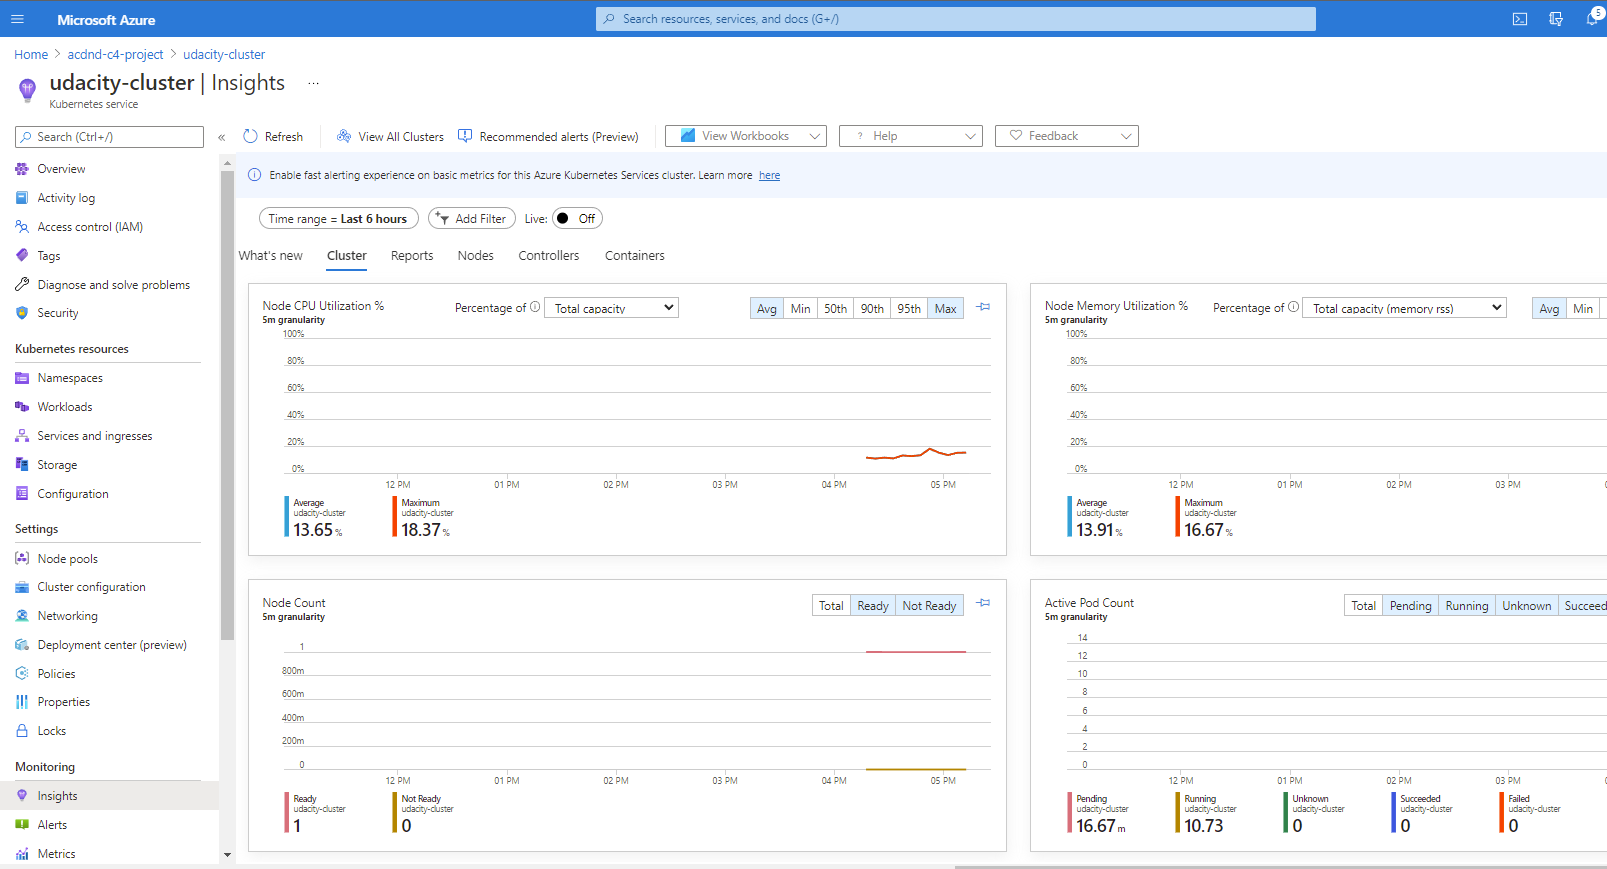 Microsoft Azure
Search resources, services, and docs (G+/)
5
Home > acdnd-c4-project > udacity-cluster
udacity-cluster | Insights ...
Kubernetes service
Search (Ctrl+/)
«
Refresh
View All Clusters
Recommended alerts (Preview)
View Workbooks
? Help
Feedback
Overview
Activity log
Access control (IAM)
Tags
Diagnose and solve problems
Security
Kubernetes resources
Namespaces
Workloads
Services and ingresses
Storage
Configuration
Settings
Node pools
Cluster configuration
Networking
Deployment center (preview)
Policies
Properties
Locks
Monitoring
Insights
Alerts
Metrics
Enable fast alerting experience on basic metrics for this Azure Kubernetes Services cluster. Learn more here
Time range = Last 6 hours
Add Filter
Live: Off
What's new
Cluster
Reports
Nodes
Controllers
Containers
Node CPU Utilization %
5m granularity
Percentage of
Total capacity
Avg Min 50th 90th 95th Max
100%
80%
60%
40%
20%
0%
12 PM 01 PM 02 PM 03 PM 04 PM 05 PM
Average
udacity-cluster
13.65 %
Maximum
udacity-cluster
18.37 %
Node Memory Utilization %
5m granularity
Percentage of
Total capacity (memory rss)
Avg Min
100%
80%
60%
40%
20%
0%
12 PM 01 PM 02 PM 03 PM
Average
udacity-cluster
13.91 %
Maximum
udacity-cluster
16.67 %
Node Count
5m granularity
Total Ready Not Ready
1
800m
600m
400m
200m
0
12 PM 01 PM 02 PM 03 PM 04 PM 05 PM
Ready
udacity-cluster
1
Not Ready
udacity-cluster
0
Active Pod Count
5m granularity
Total Pending Running Unknown Succeed
14
12
10
8
6
4
2
0
12 PM 01 PM 02 PM 03 PM
Pending
udacity-cluster
16.67 m
Running
udacity-cluster
10.73
Unknown
udacity-cluster
0
Succeeded
udacity-cluster
0
Failed
udacity-cluster
0